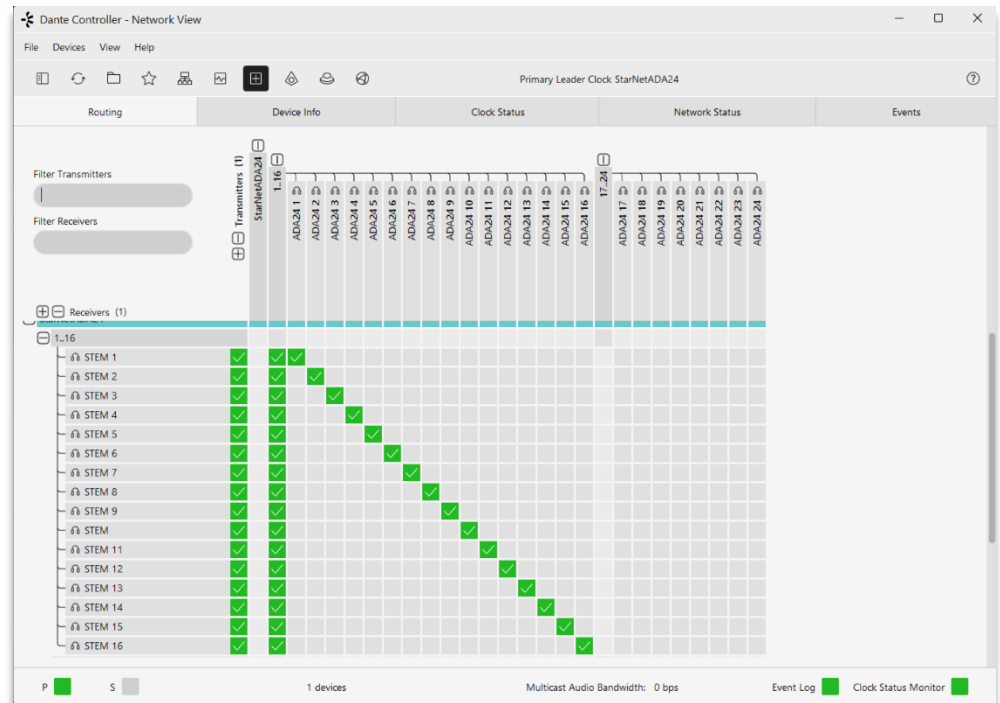 Dante Controller - Network View
File Devices View Help
Primary Leader Clock StarNetADA24
Routing Device Info Clock Status Network Status Events
Filter Transmitters
Filter Receivers
Transmitters (1)
StarNetADA24
1..16
ADA24 1
ADA24 2
ADA24 3
ADA24 4
ADA24 5
ADA24 6
ADA24 7
ADA24 8
ADA24 9
ADA24 10
ADA24 11
ADA24 12
ADA24 13
ADA24 14
ADA24 15
ADA24 16
17..24
ADA24 17
ADA24 18
ADA24 19
ADA24 20
ADA24 21
ADA24 22
ADA24 23
ADA24 24
Receivers (1)
1..16
STEM 1
STEM 2
STEM 3
STEM 4
STEM 5
STEM 6
STEM 7
STEM 8
STEM 9
STEM
STEM 11
STEM 12
STEM 13
STEM 14
STEM 15
STEM 16
P S 1 devices Multicast Audio Bandwidth: 0 bps Event Log Clock Status Monitor